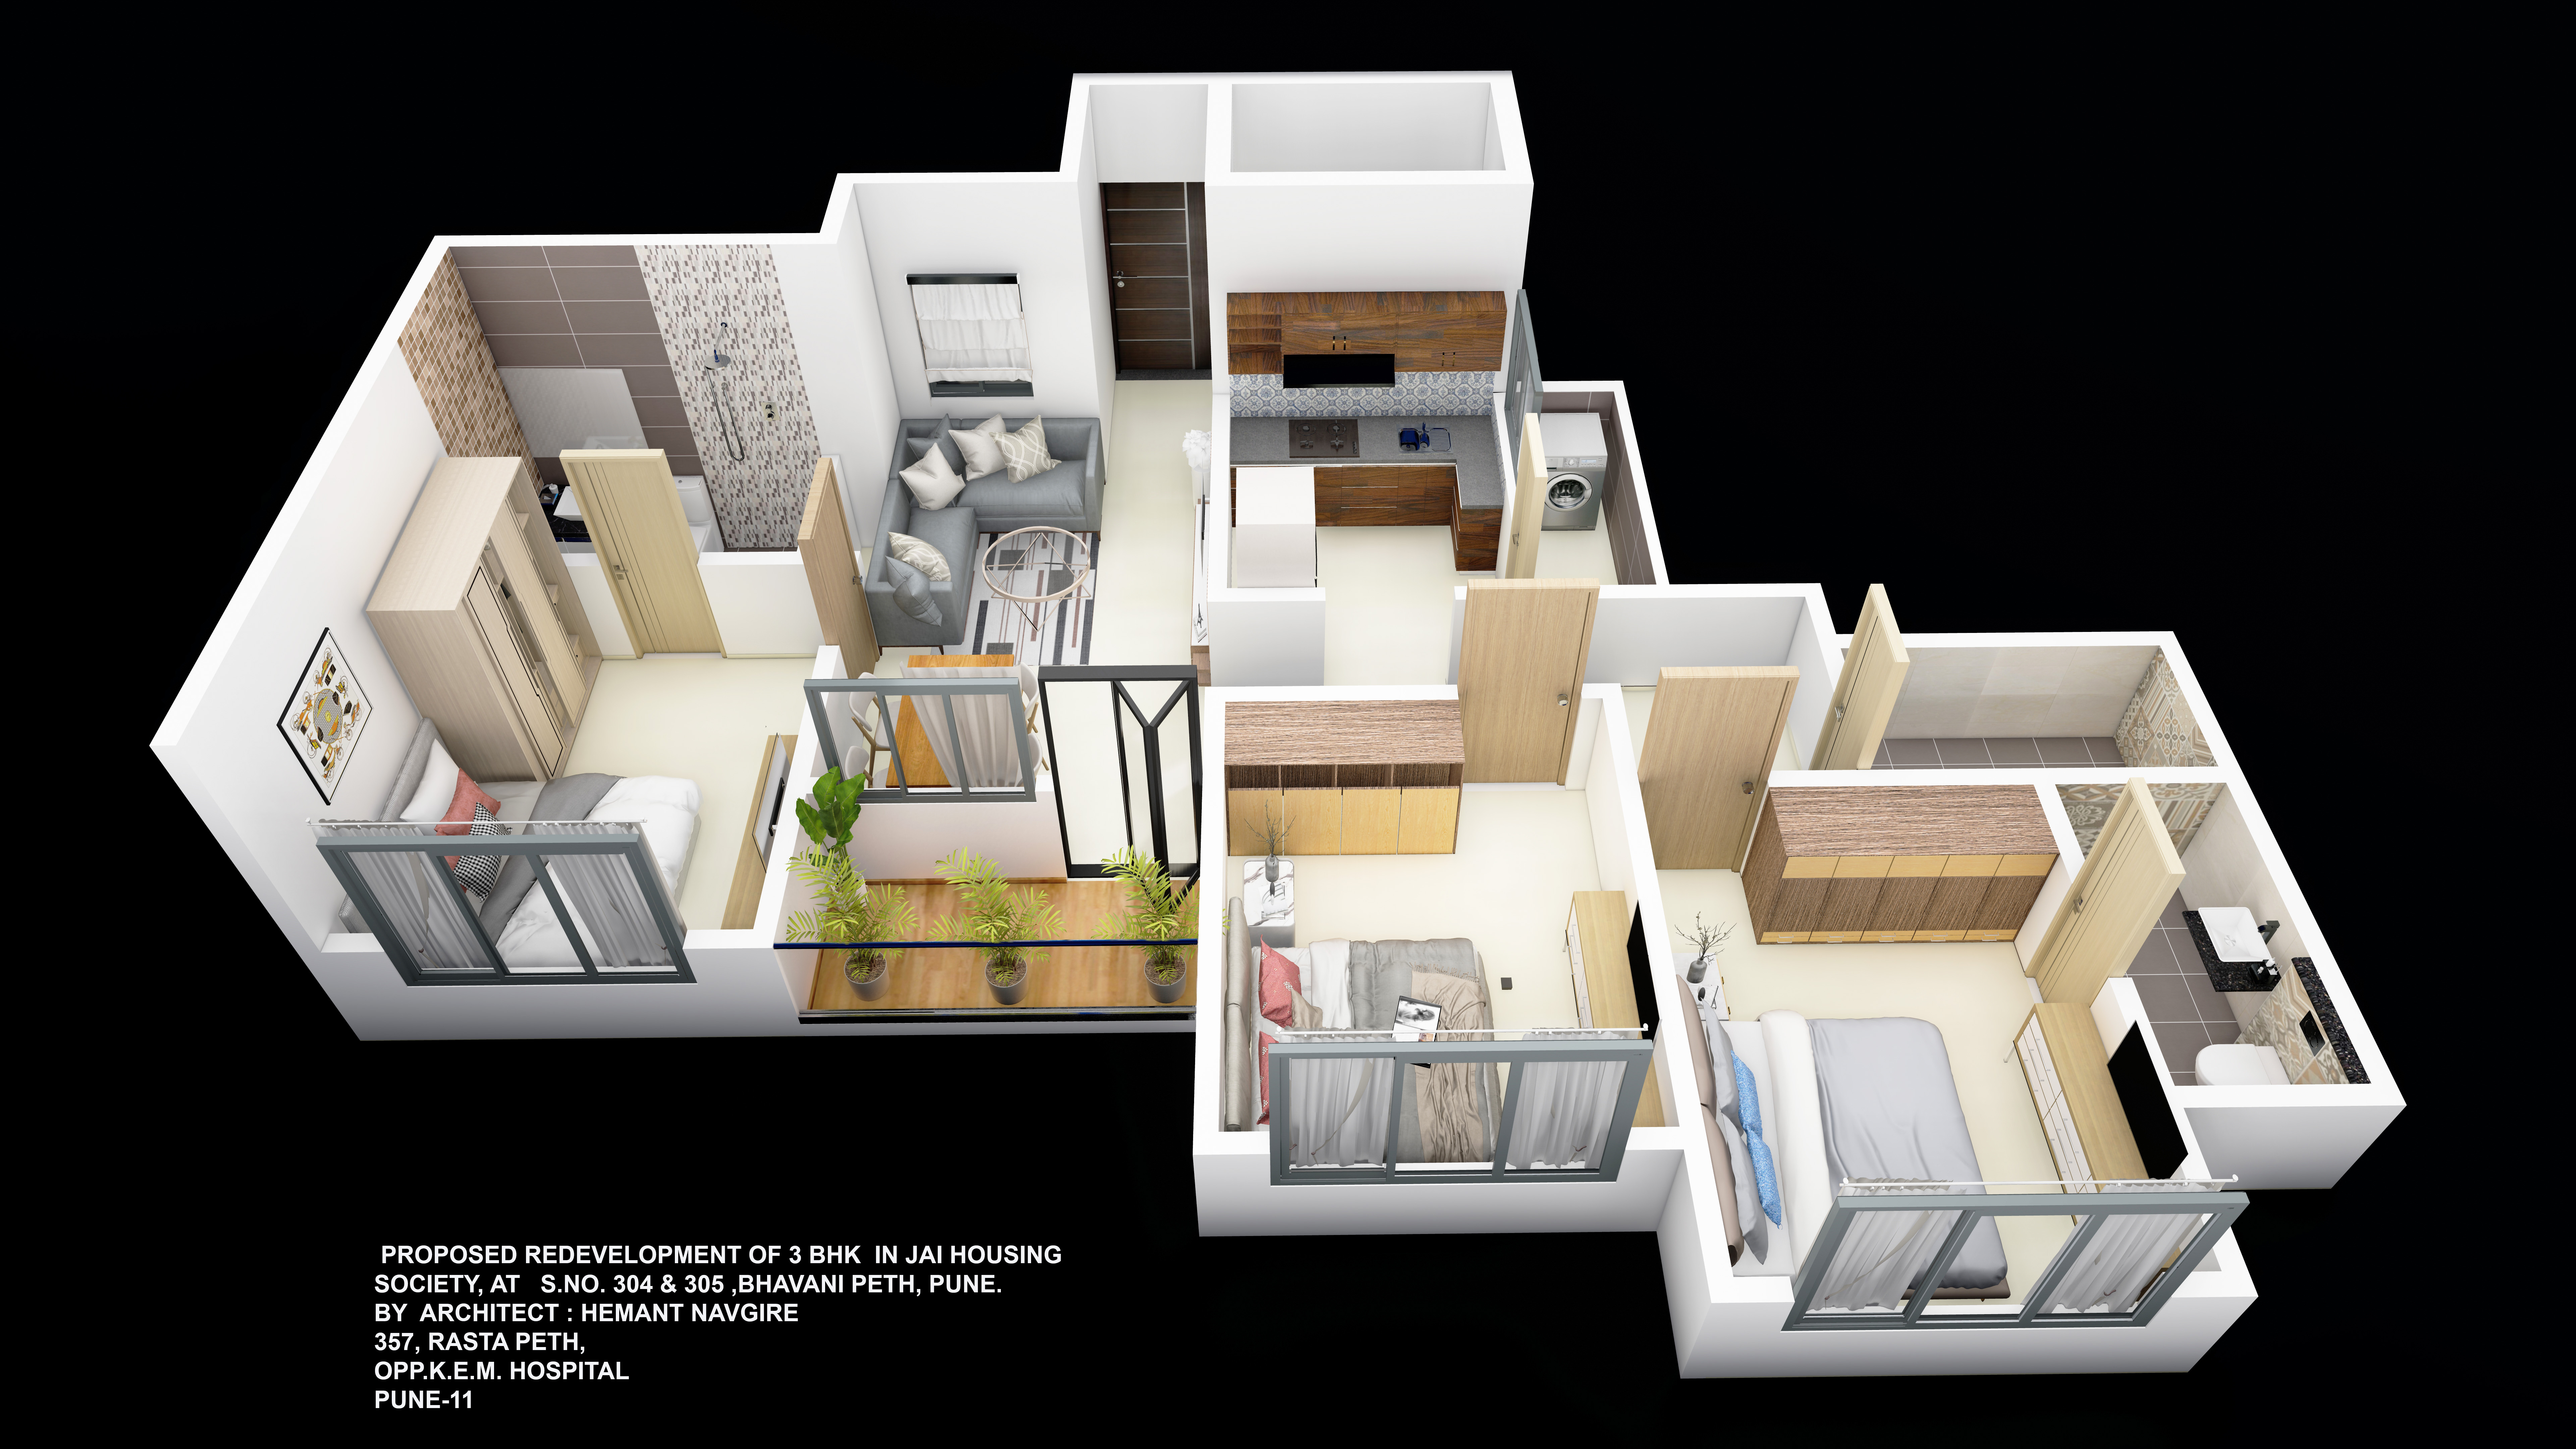 PROPOSED REDEVELOPMENT OF 3 BHK IN JAI HOUSING
SOCIETY, AT S.NO. 304 & 305 ,BHAVANI PETH, PUNE.
BY ARCHITECT : HEMANT NAVGIRE
357, RASTA PETH,
OPP.K.E.M. HOSPITAL
PUNE-11